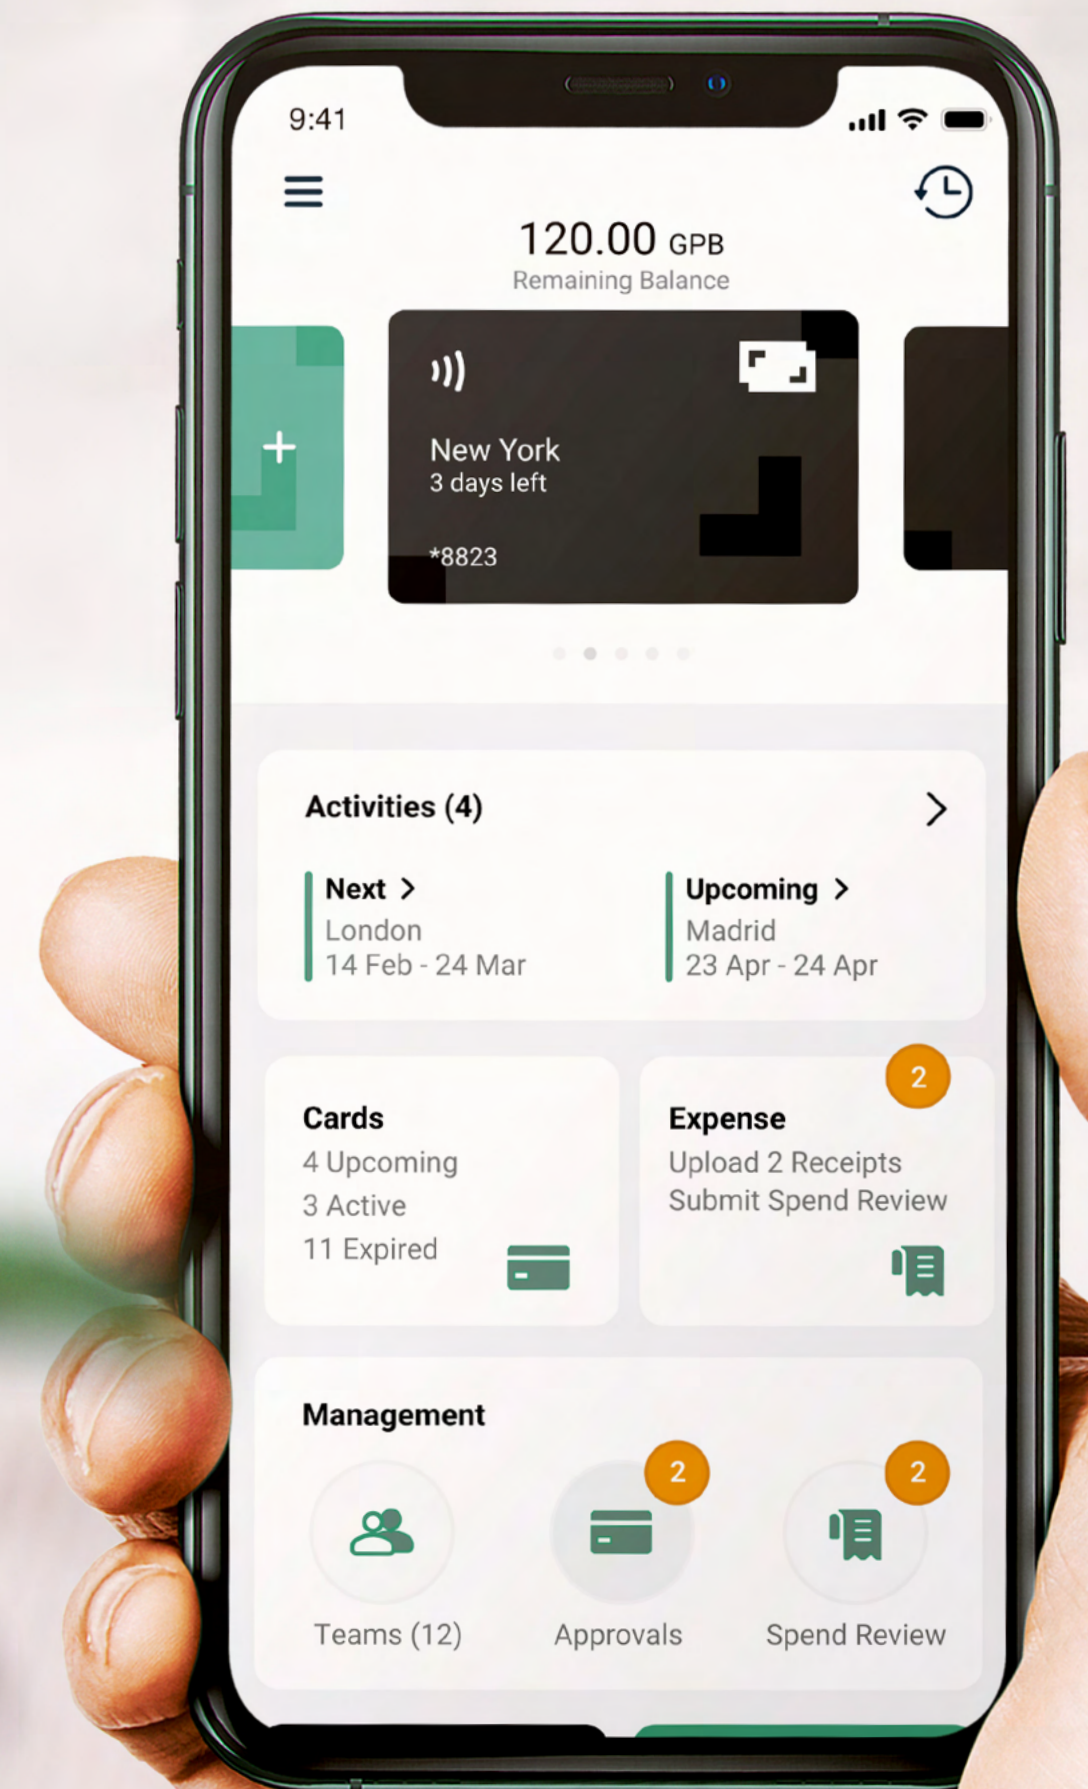 9:41
120.00 GPB
Remaining Balance
New York
3 days left
*8823
Activities (4)
Next >
London
14 Feb - 24 Mar
Upcoming >
Madrid
23 Apr - 24 Apr
Cards
4 Upcoming
3 Active
11 Expired
2
Expense
Upload 2 Receipts
Submit Spend Review
Management
2
2
Teams (12)
Approvals
Spend Review